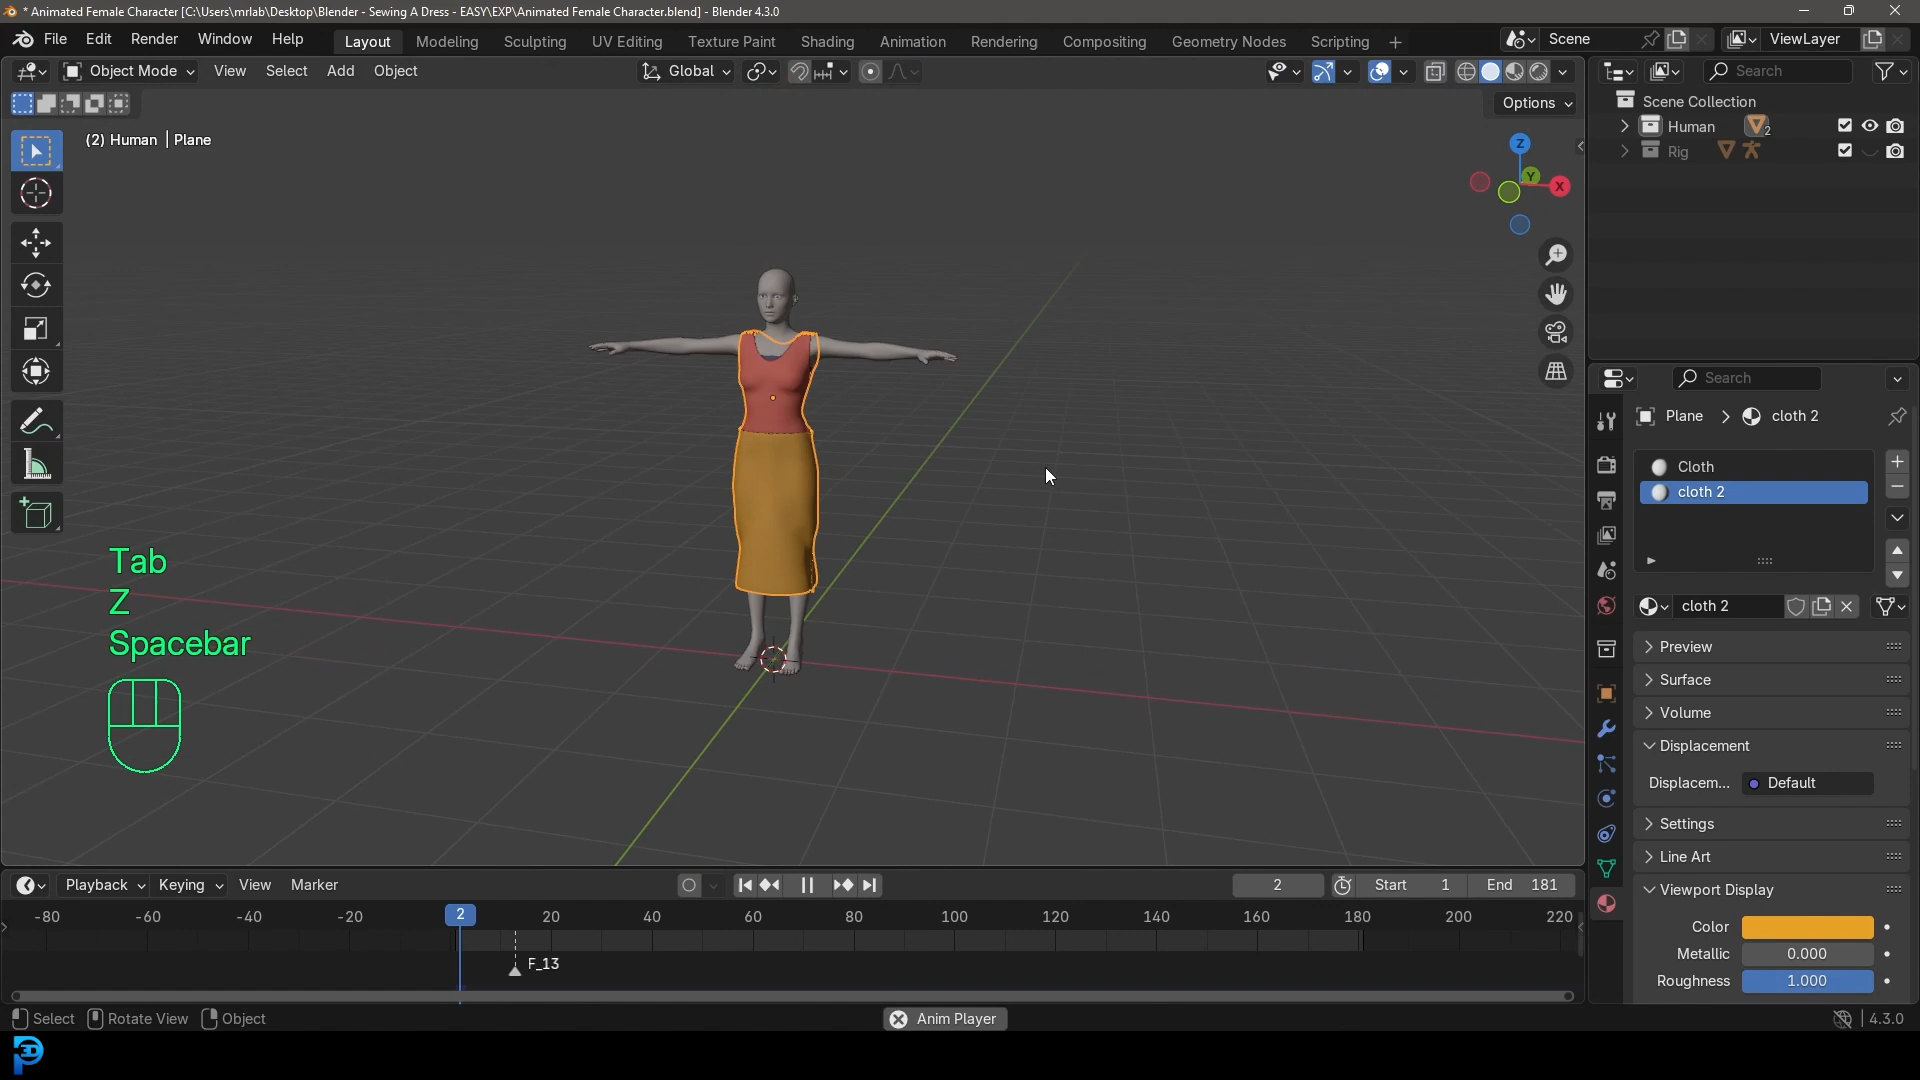 * Animated Female Character [C:\Users\mrlab\Desktop\Blender - Sewing A Dress - EASY\EXP\Animated Female Character.blend] - Blender 4.3.0
File Edit Render Window Help Layout Modeling Sculpting UV Editing Texture Paint Shading Animation Rendering Compositing Geometry Nodes Scripting + Scene ViewLayer
Object Mode View Select Add Object Global Search
Options
Scene Collection
(2) Human | Plane
Human 2
Rig
Z
Y
X
Search
Plane > cloth 2
Cloth
cloth 2
Tab
Z
Spacebar
cloth 2
Preview
Surface
Volume
Displacement
Displacem... Default
Settings
Line Art
Viewport Display
Color
Metallic 0.000
Roughness 1.000
Playback Keying View Marker 2 Start 1 End 181
-80 -60 -40 -20 2 20 40 60 80 100 120 140 160 180 200 220
F_13
Select Rotate View Object Anim Player 4.3.0
3D